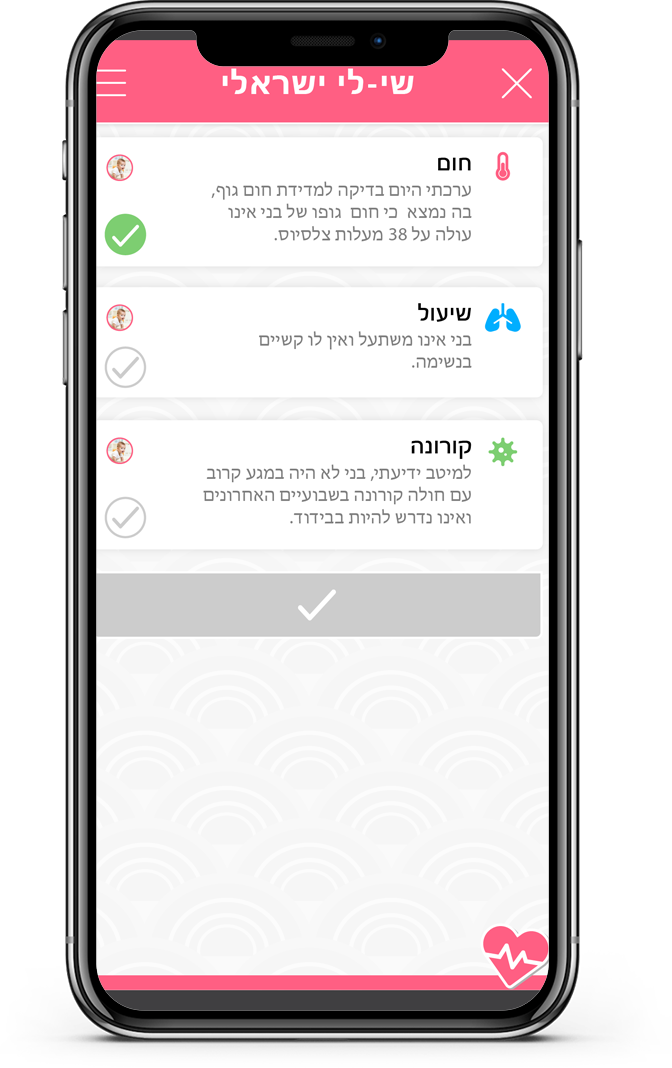 שי-לי ישראלי
חום
ערכתי היום בדיקה למדידת חום גוף,
בה נמצא כי חום גופו של בני אינו
עולה על 38 מעלות צלסיוס.
שיעול
בני אינו משתעל ואין לו קשיים
בנשימה.
קורונה
למיטב ידיעתי, בני לא היה במגע קרוב
עם חולה קורונה בשבועיים האחרונים
ואינו נדרש להיות בבידוד.